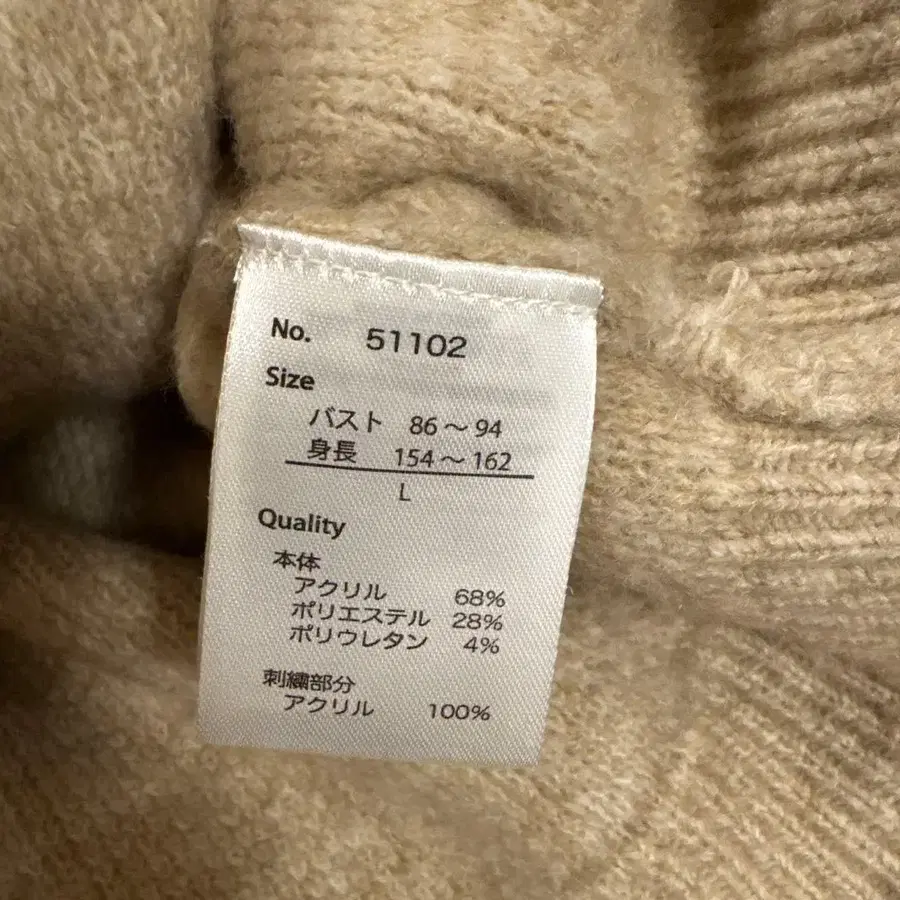 No. 51102
Size
バスト 86～94
身長 154～162
L
Quality
本体
アクリル 68%
ポリエステル 28%
ポリウレタン 4%
刺繍部分
アクリル 100%